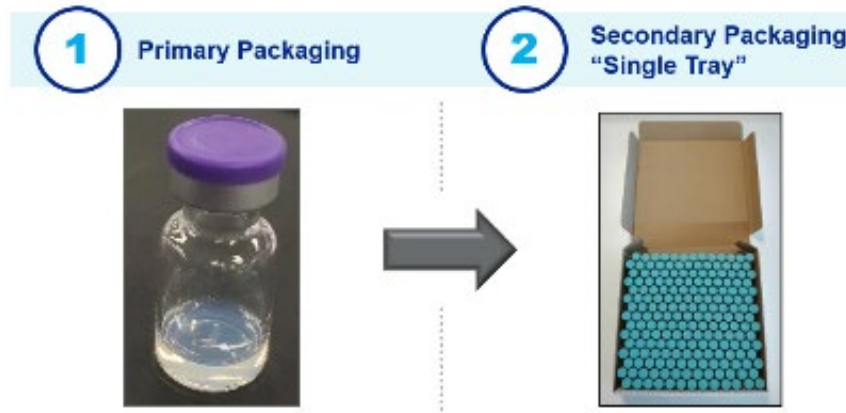 1
Primary Packaging
2
Secondary Packaging
“Single Tray”